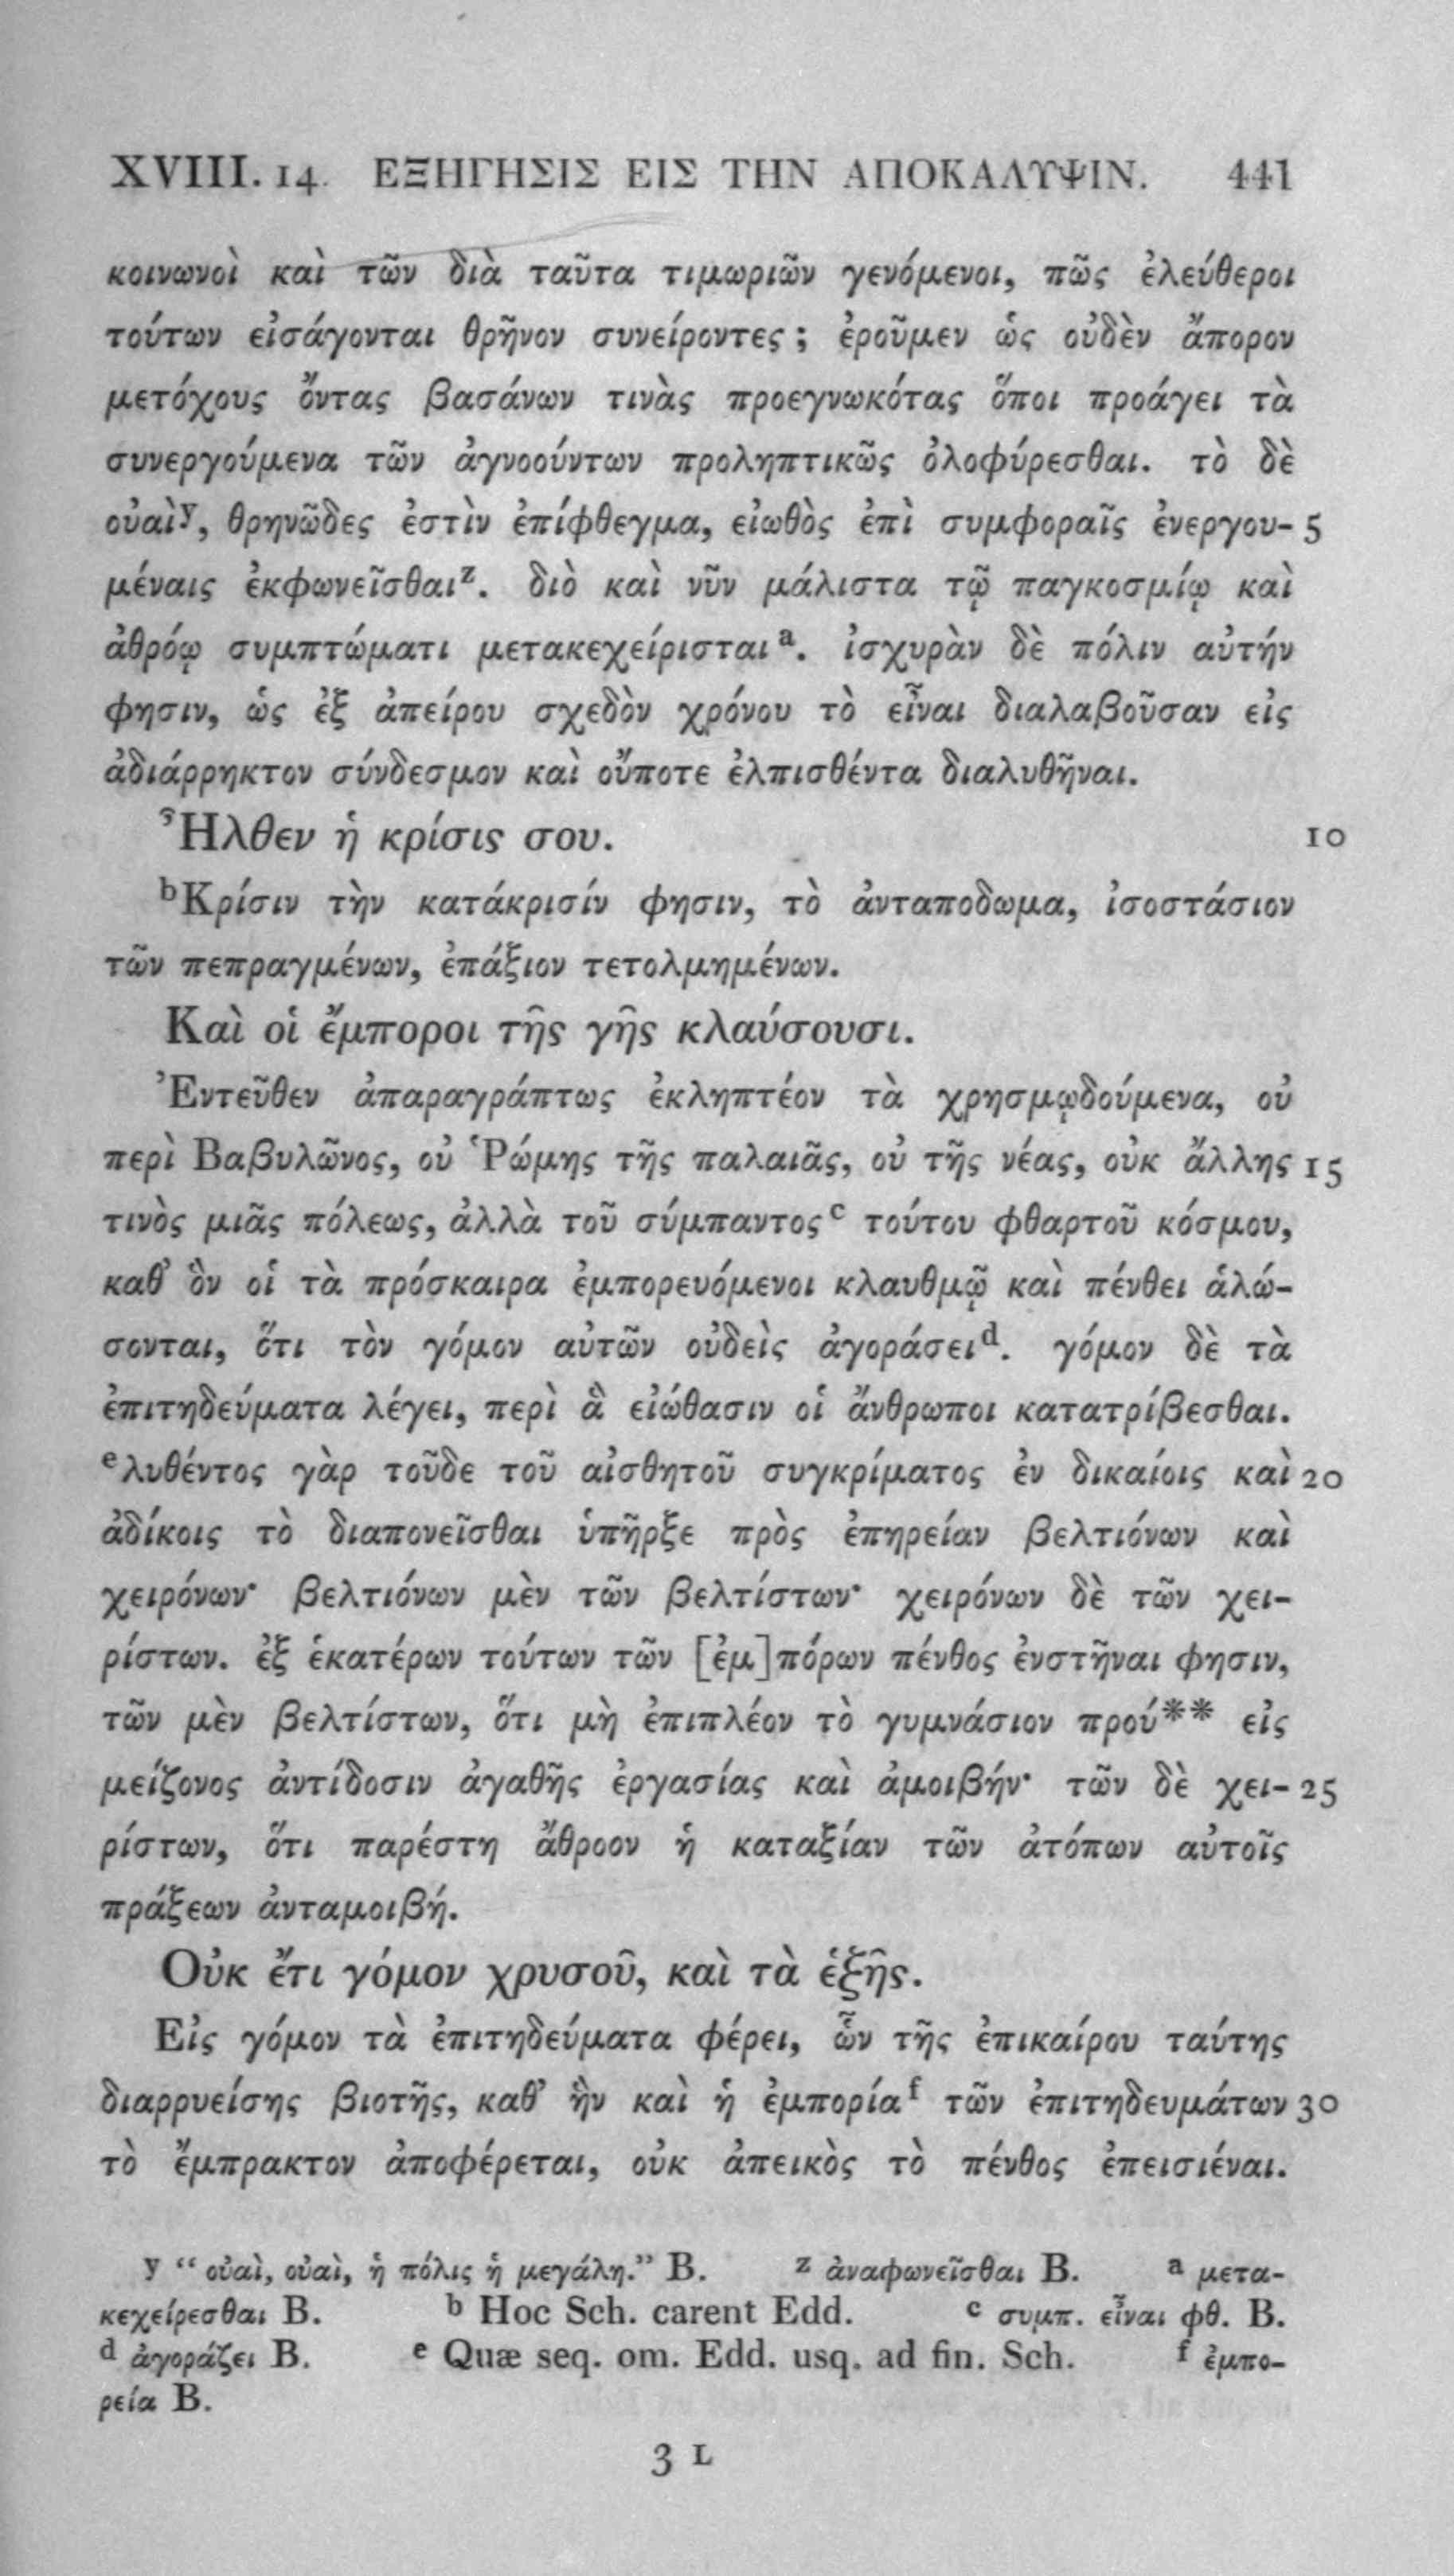 XVIII. 14. ΕΞΗΓΗΣΙΣ ΕΙΣ ΤΗΝ ΑΠΟΚΑΛΥΨΙΝ. 441
κοινωνοὶ καὶ τῶν διὰ ταῦτα τιμωριῶν γενόμενοι, πῶς ἐλεύθεροι
τούτων εἰσάγονται θρῆνον συνείροντες; ἐροῦμεν ὡς οὐδὲν ἄπορον
μετόχους ὄντας βασάνων τινὰς προεγνωκότας ὅποι προάγει τὰ
συνεργούμενα τῶν ἀγνοούντων προληπτικῶς ὀλοφύρεσθαι. τὸ δὲ
οὐαὶ y, θρηνῶδες ἐστὶν ἐπίφθεγμα, εἰωθὸς ἐπὶ συμφοραῖς ἐνεργου- 5
μέναις ἐκφωνεῖσθαι z. διὸ καὶ νῦν μάλιστα τῷ παγκοσμίῳ καὶ
ἀθρόῳ συμπτώματι μετακεχείρισται a. ἰσχυρὰν δὲ πόλιν αὐτήν
φησιν, ὡς ἐξ ἀπείρου σχεδὸν χρόνου τὸ εἶναι διαλαβοῦσαν εἰς
ἀδιάρρηκτον σύνδεσμον καὶ οὔποτε ἐλπισθέντα διαλυθῆναι.
Ἦλθεν ἡ κρίσις σου. 10
b Κρίσιν τὴν κατάκρισίν φησιν, τὸ ἀνταποδωμα, ἰσοστάσιον
τῶν πεπραγμένων, ἐπάξιον τετολμημένων.
Καὶ οἱ ἔμποροι τῆς γῆς κλαύσουσι.
Ἐντεῦθεν ἀπαραγράπτως ἐκληπτέον τὰ χρησμῳδούμενα, οὐ
περὶ Βαβυλῶνος, οὐ Ῥώμης τῆς παλαιᾶς, οὐ τῆς νέας, οὐκ ἄλλης 15
τινὸς μιᾶς πόλεως, ἀλλὰ τοῦ σύμπαντος c τούτου φθαρτοῦ κόσμου,
καθ’ ὃν οἱ τὰ πρόσκαιρα ἐμπορευόμενοι κλαυθμῷ καὶ πένθει ἁλώ-
σονται, ὅτι τὸν γόμον αὐτῶν οὐδεὶς ἀγοράσει d. γόμον δὲ τὰ
ἐπιτηδεύματα λέγει, περὶ ἃ εἰώθασιν οἱ ἄνθρωποι κατατρίβεσθαι.
e λυθέντος γὰρ τοῦδε τοῦ αἰσθητοῦ συγκρίματος ἐν δικαίοις καὶ 20
ἀδίκοις τὸ διαπονεῖσθαι ὑπῆρξε πρὸς ἐπηρείαν βελτιόνων καὶ
χειρόνων· βελτιόνων μὲν τῶν βελτίστων· χειρόνων δὲ τῶν χει-
ρίστων. ἐξ ἑκατέρων τούτων τῶν [ἐμ]πόρων πένθος ἐνστῆναι φησιν,
τῶν μὲν βελτίστων, ὅτι μὴ ἐπιπλέον τὸ γυμνάσιον πρού** εἰς
μείζονος ἀντίδοσιν ἀγαθῆς ἐργασίας καὶ ἀμοιβήν· τῶν δὲ χει- 25
ρίστων, ὅτι παρέστη ἄθροον ἡ καταξίαν τῶν ἀτόπων αὐτοῖς
πράξεων ἀνταμοιβή.
Οὐκ ἔτι γόμον χρυσοῦ, καὶ τὰ ἑξῆς.
Εἰς γόμον τὰ ἐπιτηδεύματα φέρει, ὧν τῆς ἐπικαίρου ταύτης
διαρρυείσης βιοτῆς, καθ’ ἣν καὶ ἡ ἐμπορία f τῶν ἐπιτηδευμάτων 30
τὸ ἔμπρακτον ἀποφέρεται, οὐκ ἀπεικὸς τὸ πένθος ἐπεισιέναι.
y “ οὐαὶ, οὐαὶ, ἡ πόλις ἡ μεγάλη.” B. z ἀναφωνεῖσθαι B. a μετα-
κεχείρεσθαι B. b Hoc Sch. carent Edd. c συμπ. εἶναι φθ. B.
d ἀγοράζει B. e Quæ seq. om. Edd. usq. ad fin. Sch. f ἐμπο-
ρεία B.
3 L